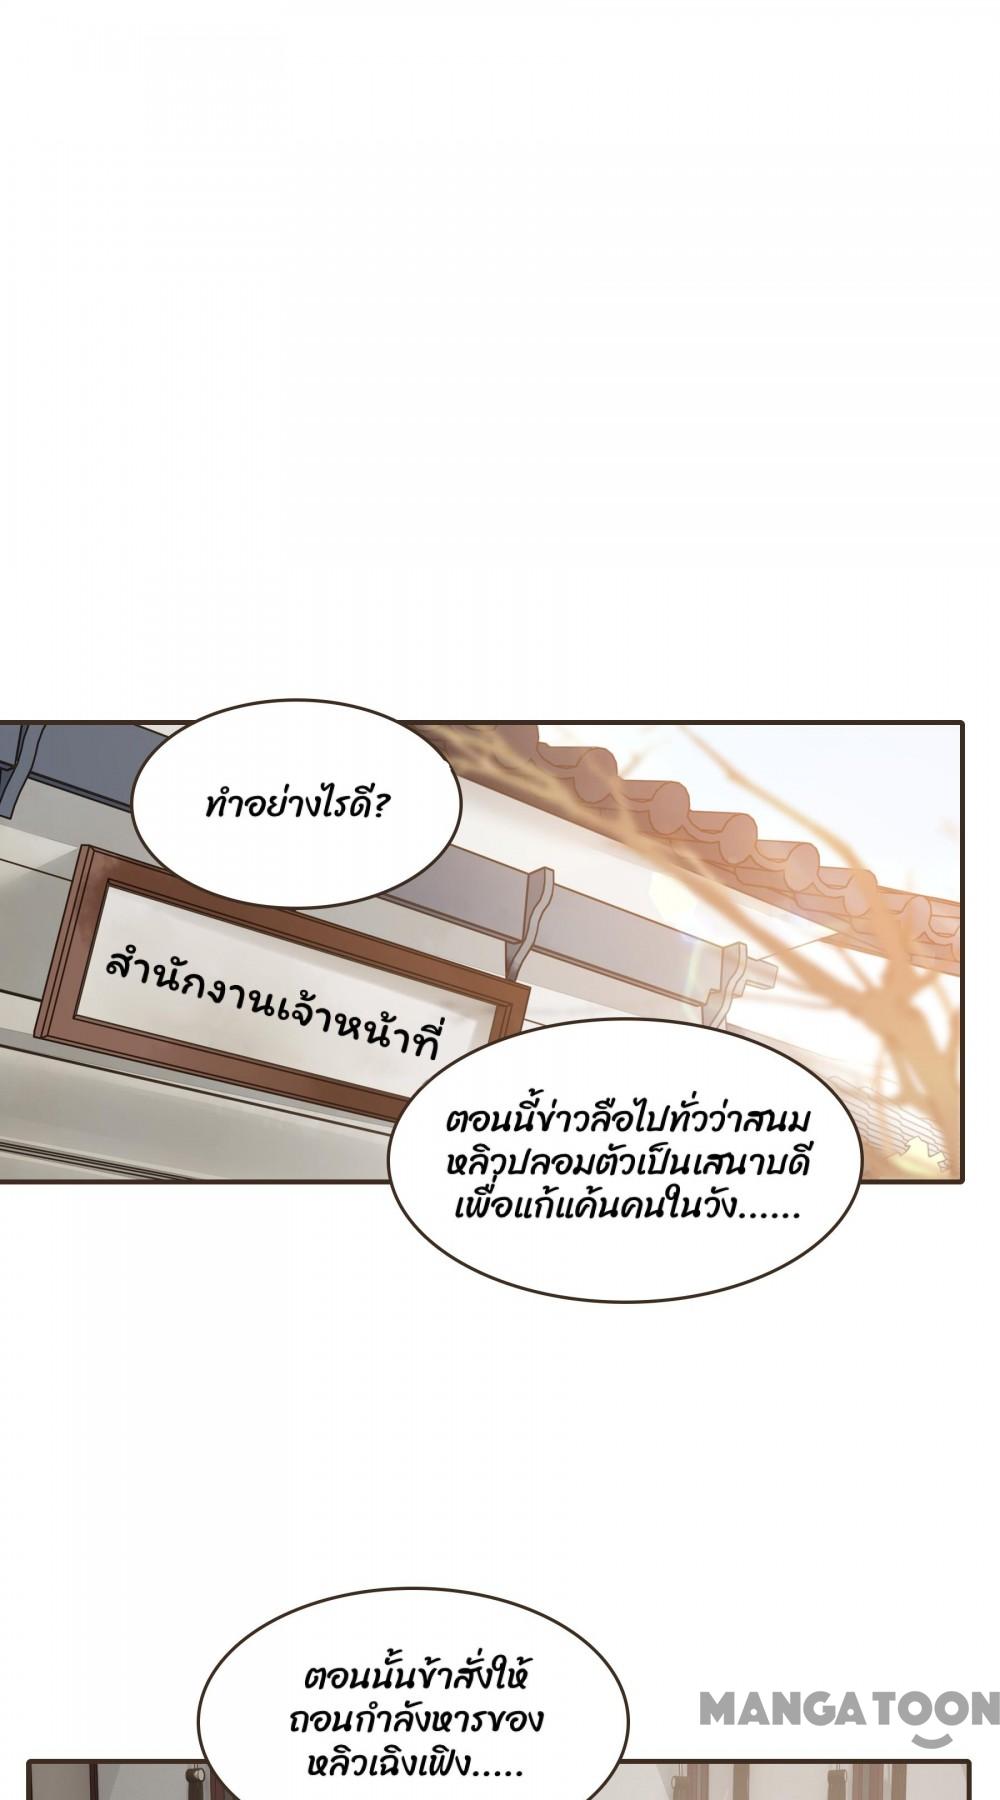 ทำอย่างไรดี?
สำนักงานเจ้าหน้าที่
ตอนนี้ข่าวลือไปทั่วว่าสนม
หลิวปลอมตัวเป็นเสนาบดี
เพื่อแก้แค้นคนในวัง......
ตอนนั้นข้าสั่งให้
ถอนกำลังหารของ
หลิวเฉิงเฟิง.....
MANGATOON